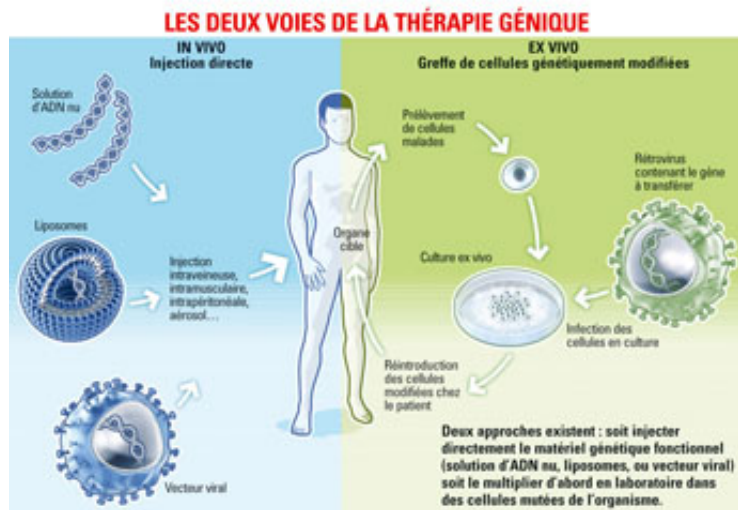 LES DEUX VOIES DE LA THÉRAPIE GÉNIQUE
IN VIVO
Injection directe
EX VIVO
Greffe de cellules génétiquement modifiées
Solution
d'ADN nu
Liposomes
Injection
intraveineuse,
intramusculaire,
intrapéritonéale,
aérosol...
Vecteur viral
Organe
cible
Prélèvement
de cellules
malades
Rétrovirus
contenant le gène
à transférer
Culture ex vivo
Infection des
cellules en culture
Réintroduction
des cellules
modifiées chez
le patient
Deux approches existent : soit injecter
directement le matériel génétique fonctionnel
(solution d'ADN nu, liposomes, ou vecteur viral)
soit le multiplier d'abord en laboratoire dans
des cellules mutées de l'organisme.